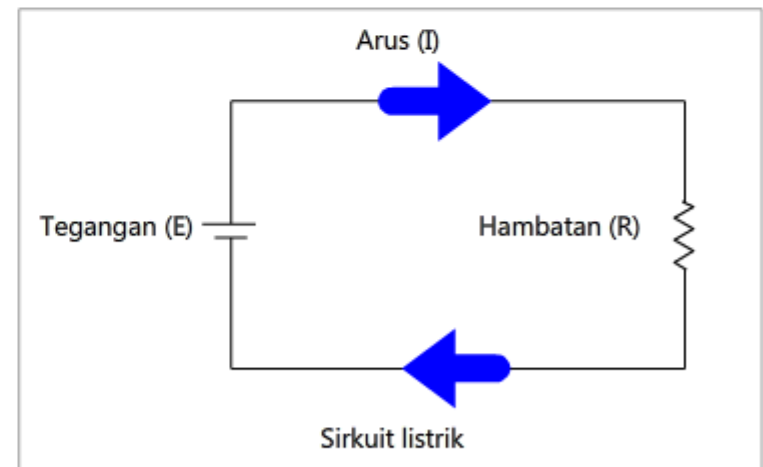 Arus (I)
Tegangan (E)
Hambatan (R)
Sirkuit listrik